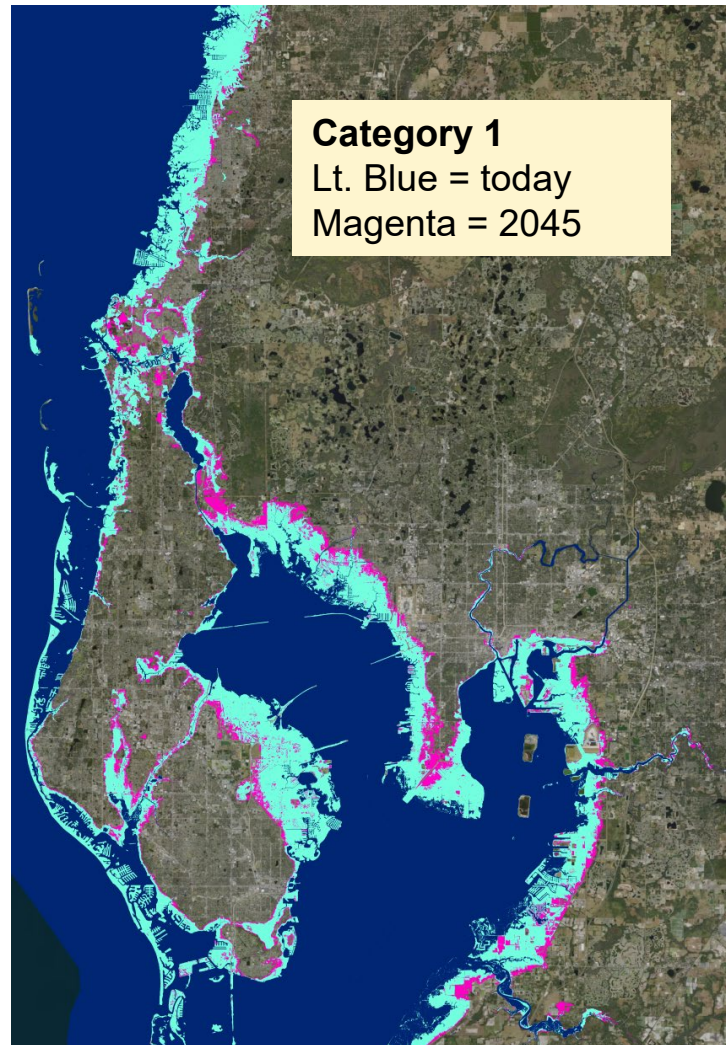 Category 1
Lt. Blue = today
Magenta = 2045